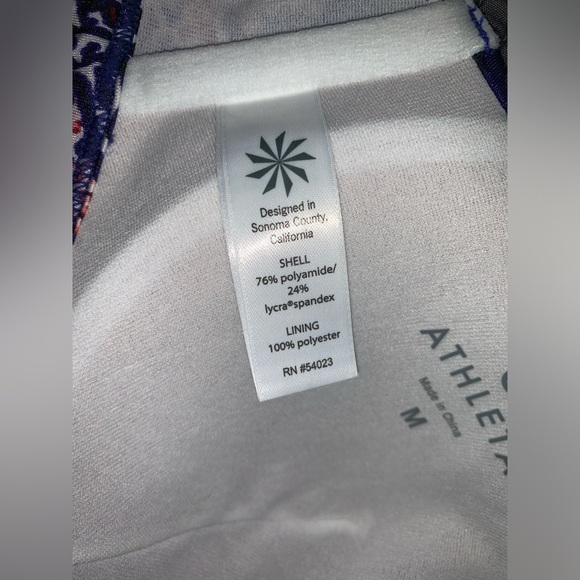 Designed in
Sonoma County,
California
SHELL
76% polyamide/
24%
lycra®spandex
LINING
100% polyester
RN #54023
ATHLETA
Made in China
M